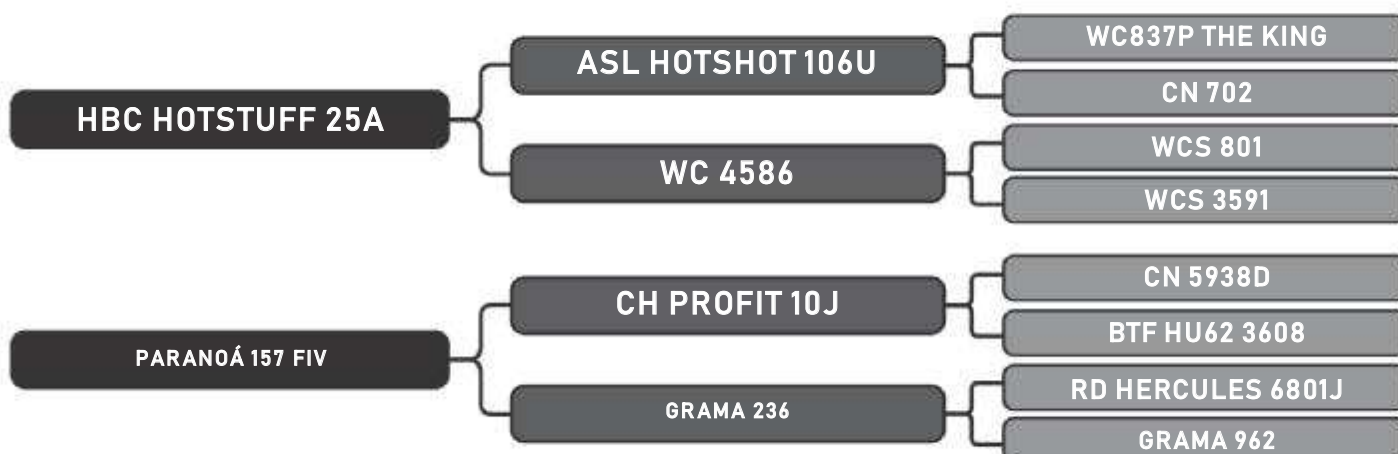 HBC HOTSTUFF 25A
ASL HOTSHOT 106U
WC837P THE KING
CN 702
WC 4586
WCS 801
WCS 3591
PARANOÁ 157 FIV
CH PROFIT 10J
CN 5938D
BTF HU62 3608
GRAMA 236
RD HERCULES 6801J
GRAMA 962